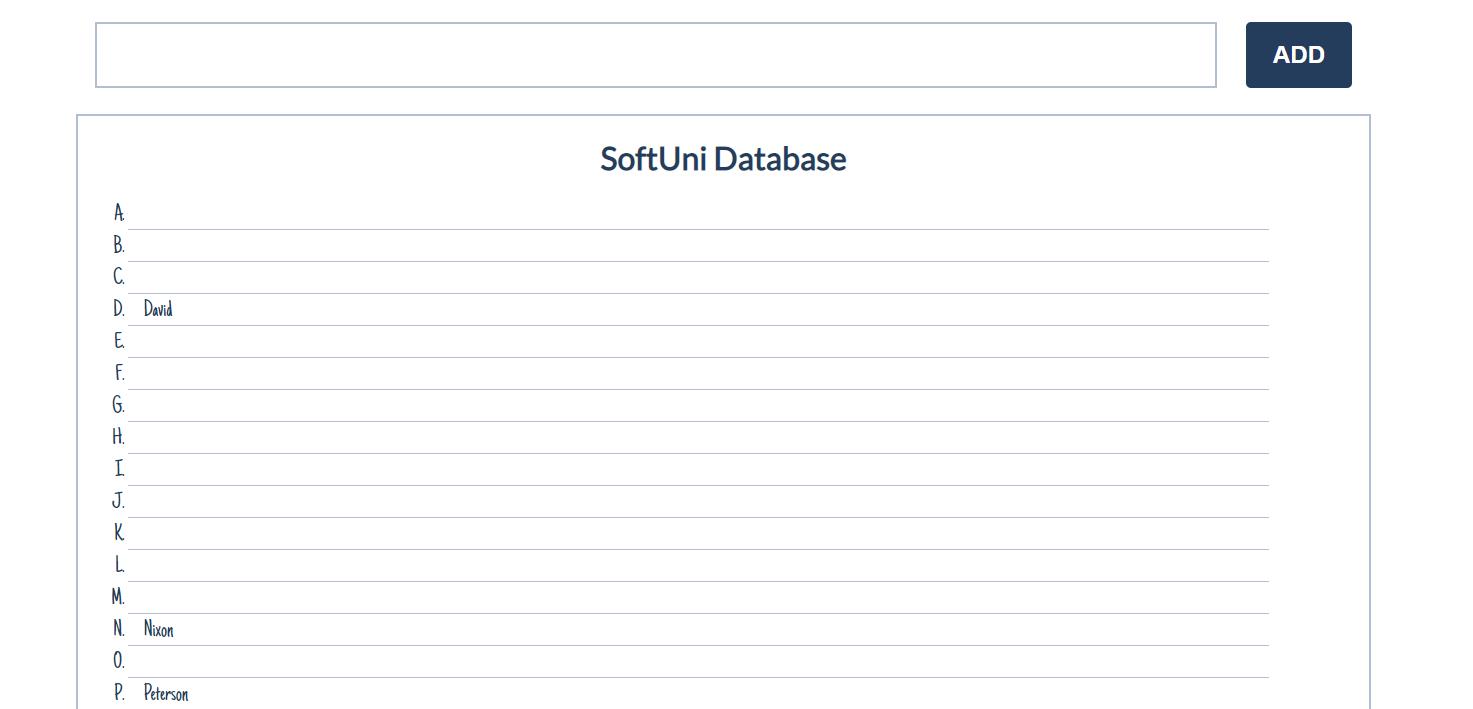 ADD
SoftUni Database
A.
B.
C.
D. David
E.
F.
G.
H.
I.
J.
K.
L.
M.
N. Nixon
O.
P. Peterson